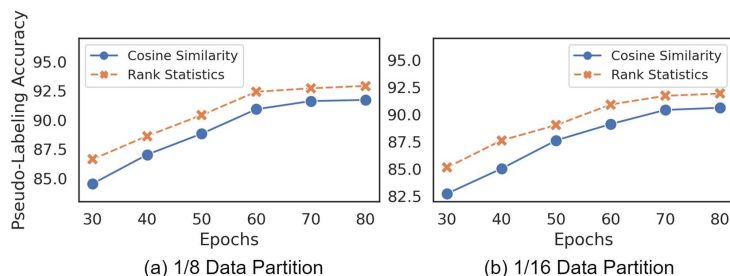 Pseudo-Labeling Accuracy
95.0
92.5
90.0
87.5
85.0
Cosine Similarity
Rank Statistics
30 40 50 60 70 80
Epochs
(a) 1/8 Data Partition
95.0
92.5
90.0
87.5
85.0
82.5
Cosine Similarity
Rank Statistics
30 40 50 60 70 80
Epochs
(b) 1/16 Data Partition